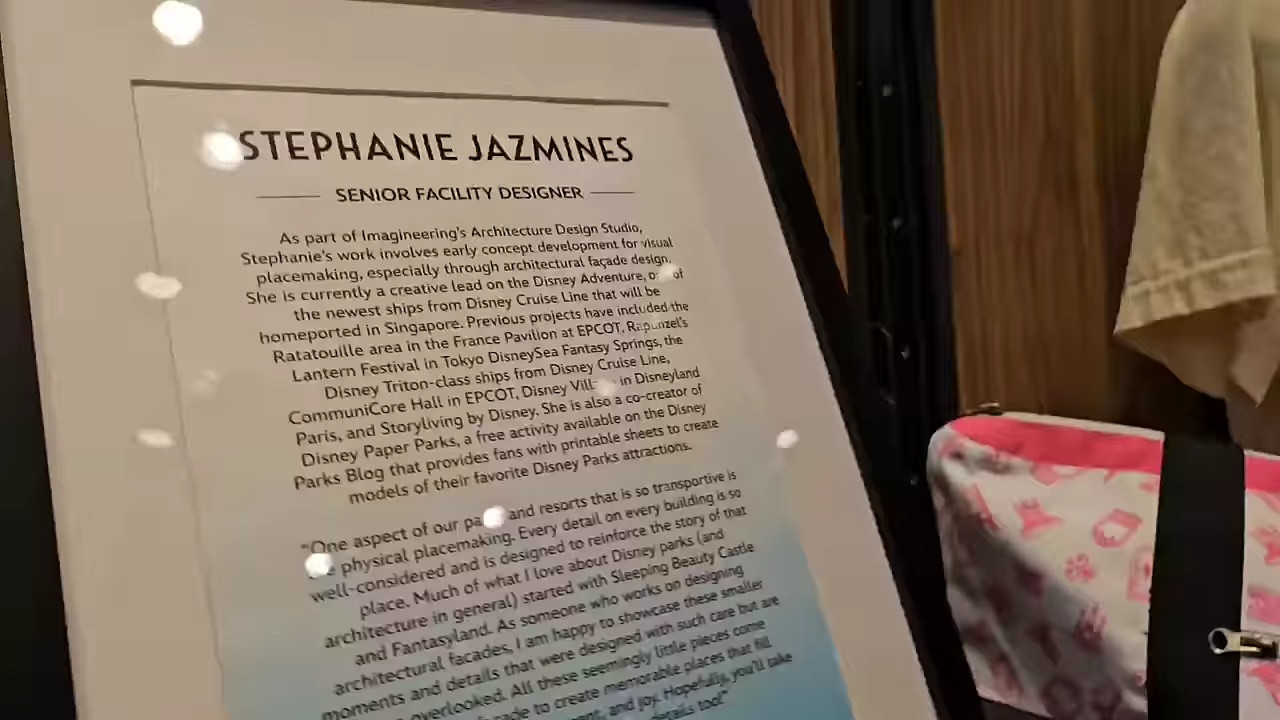 STEPHANIE JAZMINES
SENIOR FACILITY DESIGNER
As part of Imagineering's Architecture Design Studio,
Stephanie's work involves early concept development for visual
placemaking, especially through architectural façade design.
She is currently a creative lead on the Disney Adventure, of
the newest ships from Disney Cruise Line that will be
homeported in Singapore. Previous projects have included the
Ratatouille area in the France Pavilion at EPCOT, Rapunzel's
Lantern Festival in Tokyo DisneySea Fantasy Springs, the
Disney Triton-class ships from Disney Cruise Line,
CommuniCore Hall in EPCOT, Disney in Disneyland
Paris, and Storyliving by Disney. She is also a co-creator of
Disney Paper Parks, a free activity available on the Disney
Parks Blog that provides fans with printable sheets to create
models of their favorite Disney Parks attractions.
"One aspect of our and resorts that is so transportive is
physical placemaking. Every detail on every building is so
well-considered and is designed to reinforce the story of that
place. Much of what I love about Disney parks (and
architecture in general) started with Sleeping Beauty Castle
and Fantasyland. As someone who works on designing
architectural facades, I am happy to showcase these smaller
moments and details that were designed with such care but are
overlooked. All these seemingly little pieces come
to create memorable places that fill
and joy. Hopefully, you'll take
details too!"